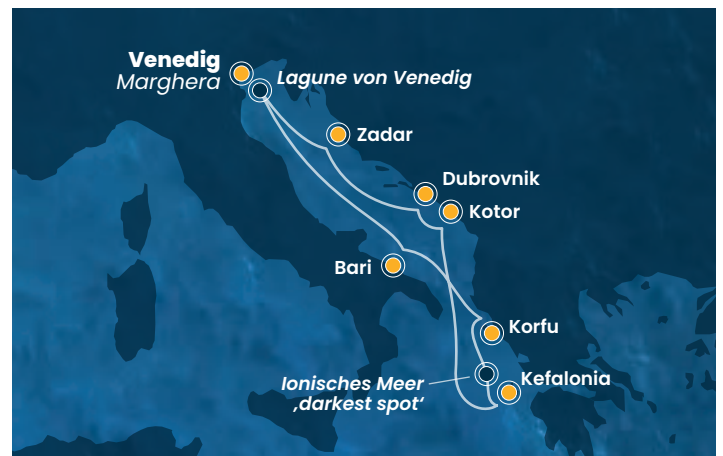 Venedig
Marghera
Lagune von Venedig
Zadar
Dubrovnik
Kotor
Bari
Korfu
Ionisches Meer
‚darkest spot‘
Kefalonia